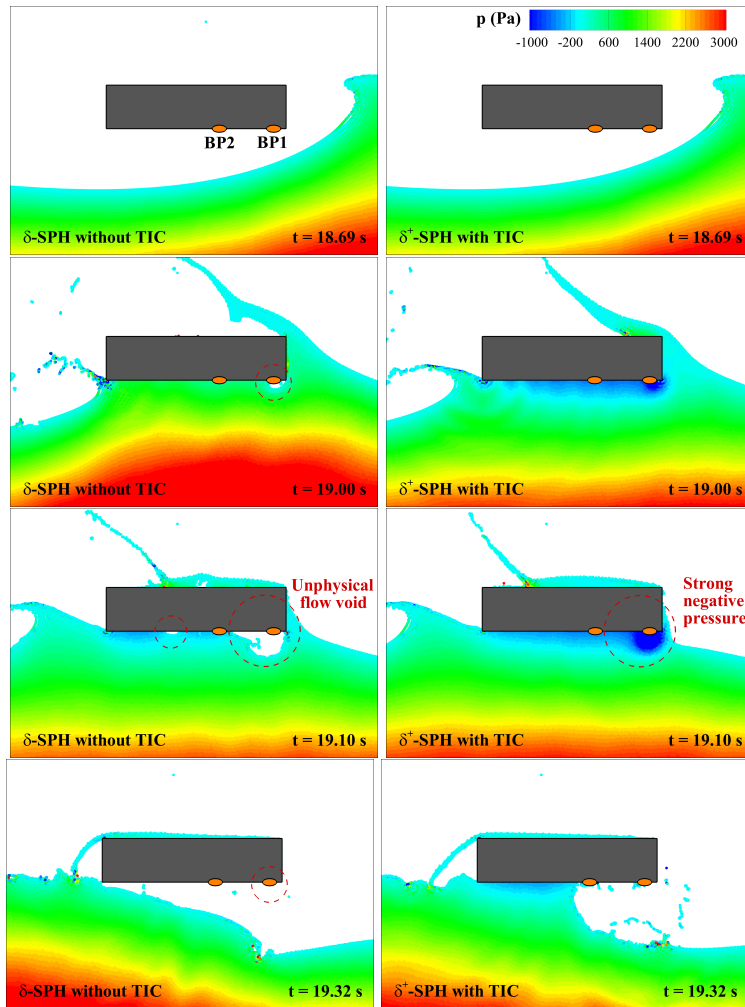 p (Pa)
-1000 -200 600 1400 2200 3000
BP2 BP1
δ-SPH without TIC t = 18.69 s
δ⁺-SPH with TIC t = 18.69 s
δ-SPH without TIC t = 19.00 s
δ⁺-SPH with TIC t = 19.00 s
Unphysical
flow void
δ-SPH without TIC t = 19.10 s
Strong
negative
pressure
δ⁺-SPH with TIC t = 19.10 s
δ-SPH without TIC t = 19.32 s
δ⁺-SPH with TIC t = 19.32 s